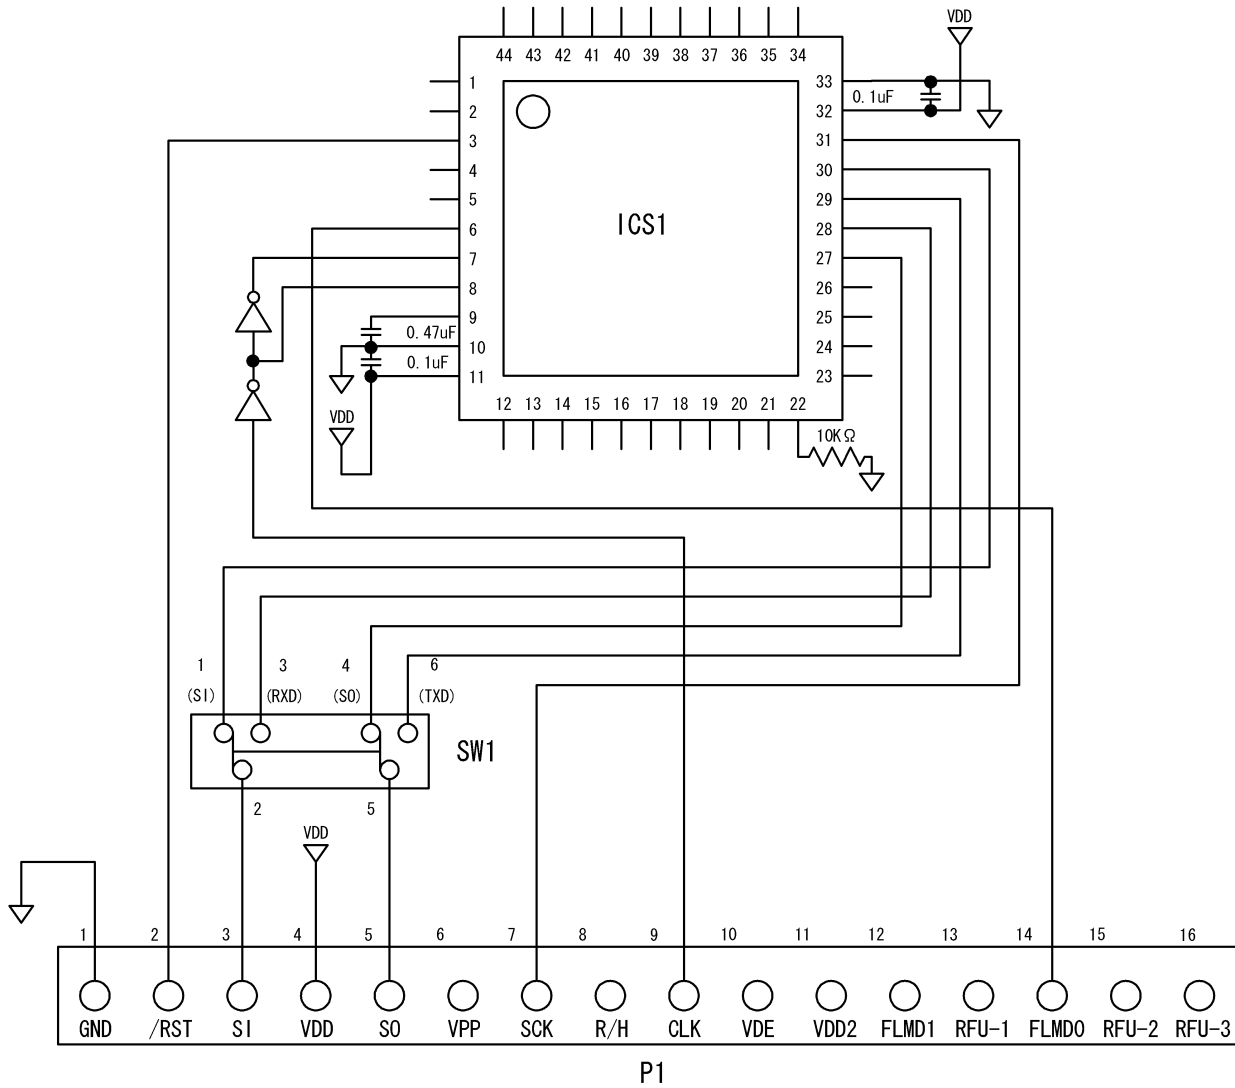 VDD
44 43 42 41 40 39 38 37 36 35 34
1 33
0.1uF
2 32
3 31
4 30
5 29
ICS1
6 28
7 27
8 26
9 25
0.47uF
10 24
0.1uF
11 23
12 13 14 15 16 17 18 19 20 21 22
VDD
10KΩ
1 3 4 6
(SI) (RXD) (SO) (TXD)
SW1
2 5
VDD
1 2 3 4 5 6 7 8 9 10 11 12 13 14 15 16
GND /RST SI VDD SO VPP SCK R/H CLK VDE VDD2 FLMD1 RFU-1 FLMD0 RFU-2 RFU-3
P1